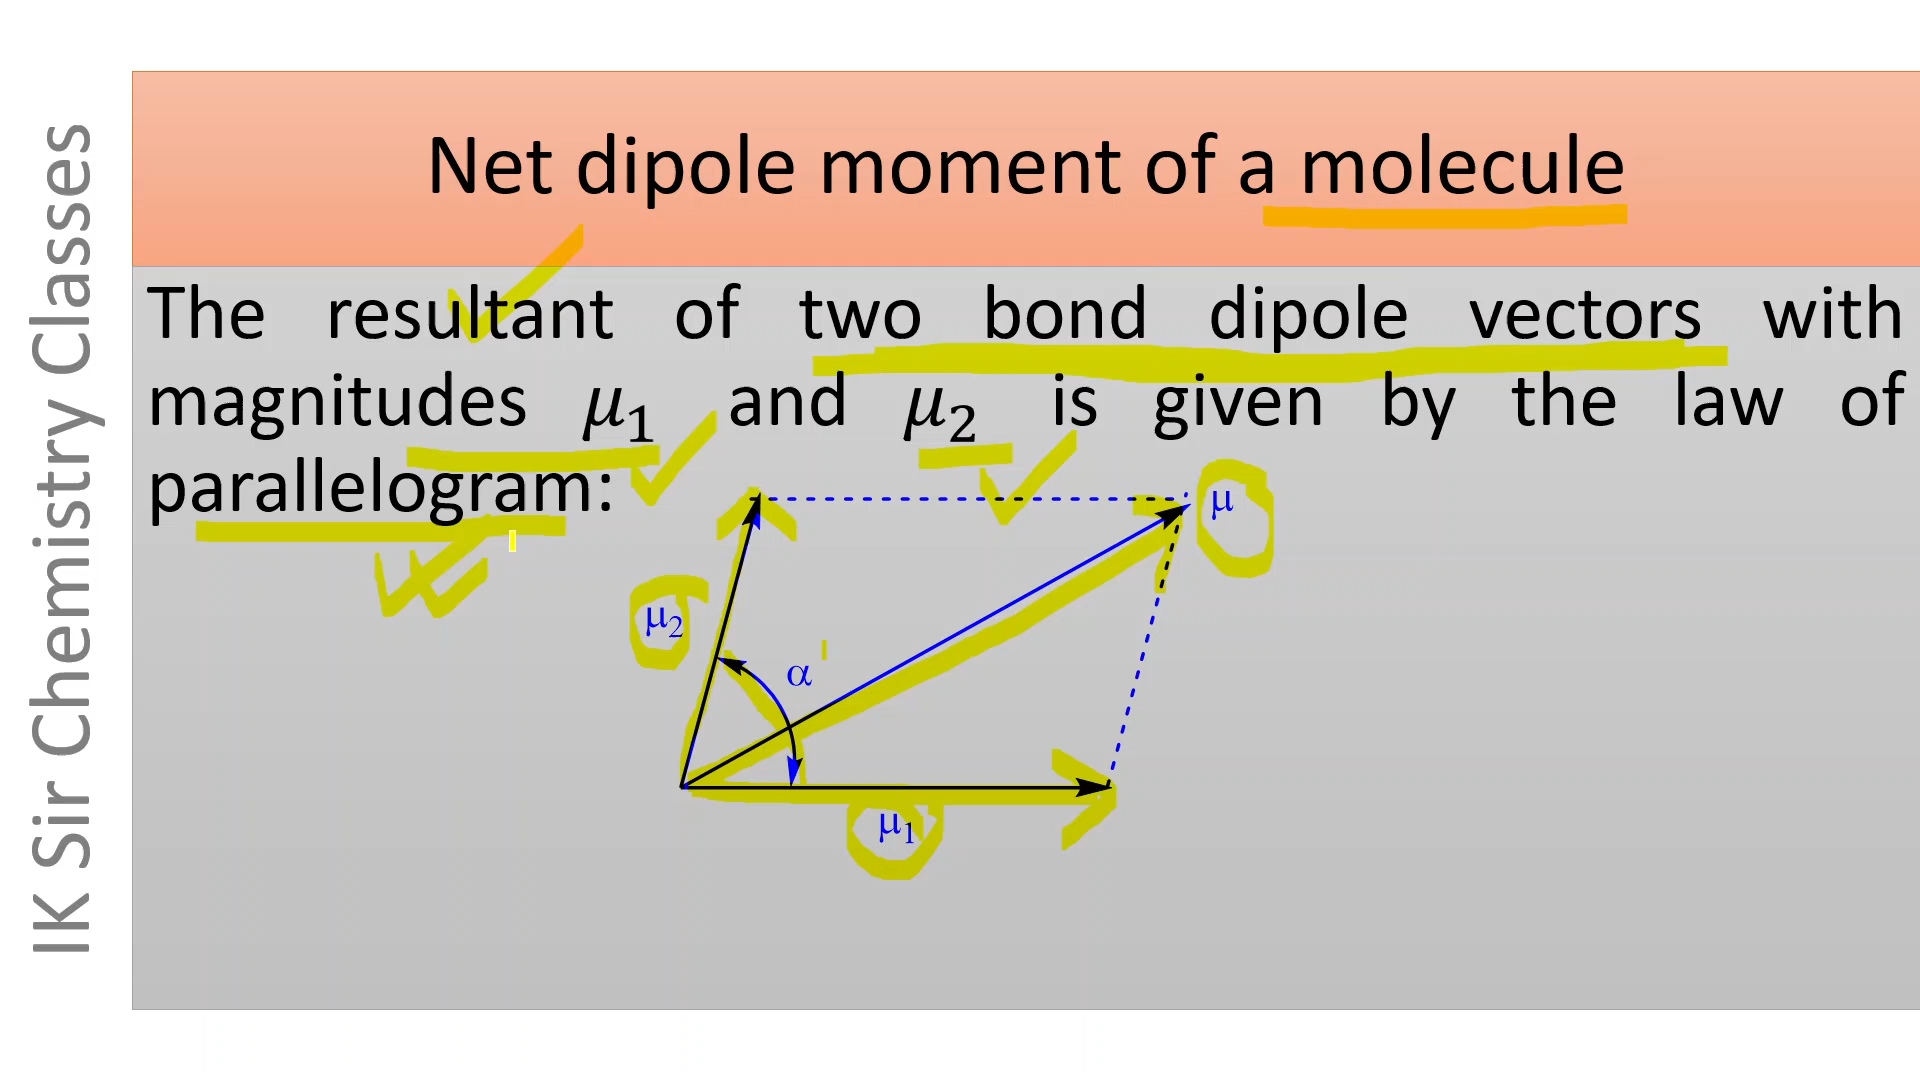 IK Sir Chemistry Classes
Net dipole moment of a molecule
The resultant of two bond dipole vectors with
magnitudes μ₁ and μ₂ is given by the law of
parallelogram:
μ
μ₂
α
μ₁